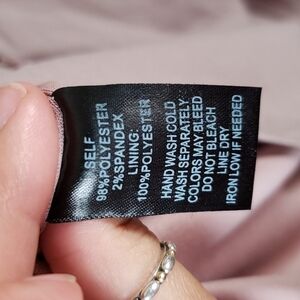 SELF
98%POLYESTER
2%SPANDEX
LINING:
100%POLYESTER
HAND WASH COLD
WASH SEPARATELY
COLORS MAY BLEED
DO NOT BLEACH
LINE DRY
IRON LOW IF NEEDED